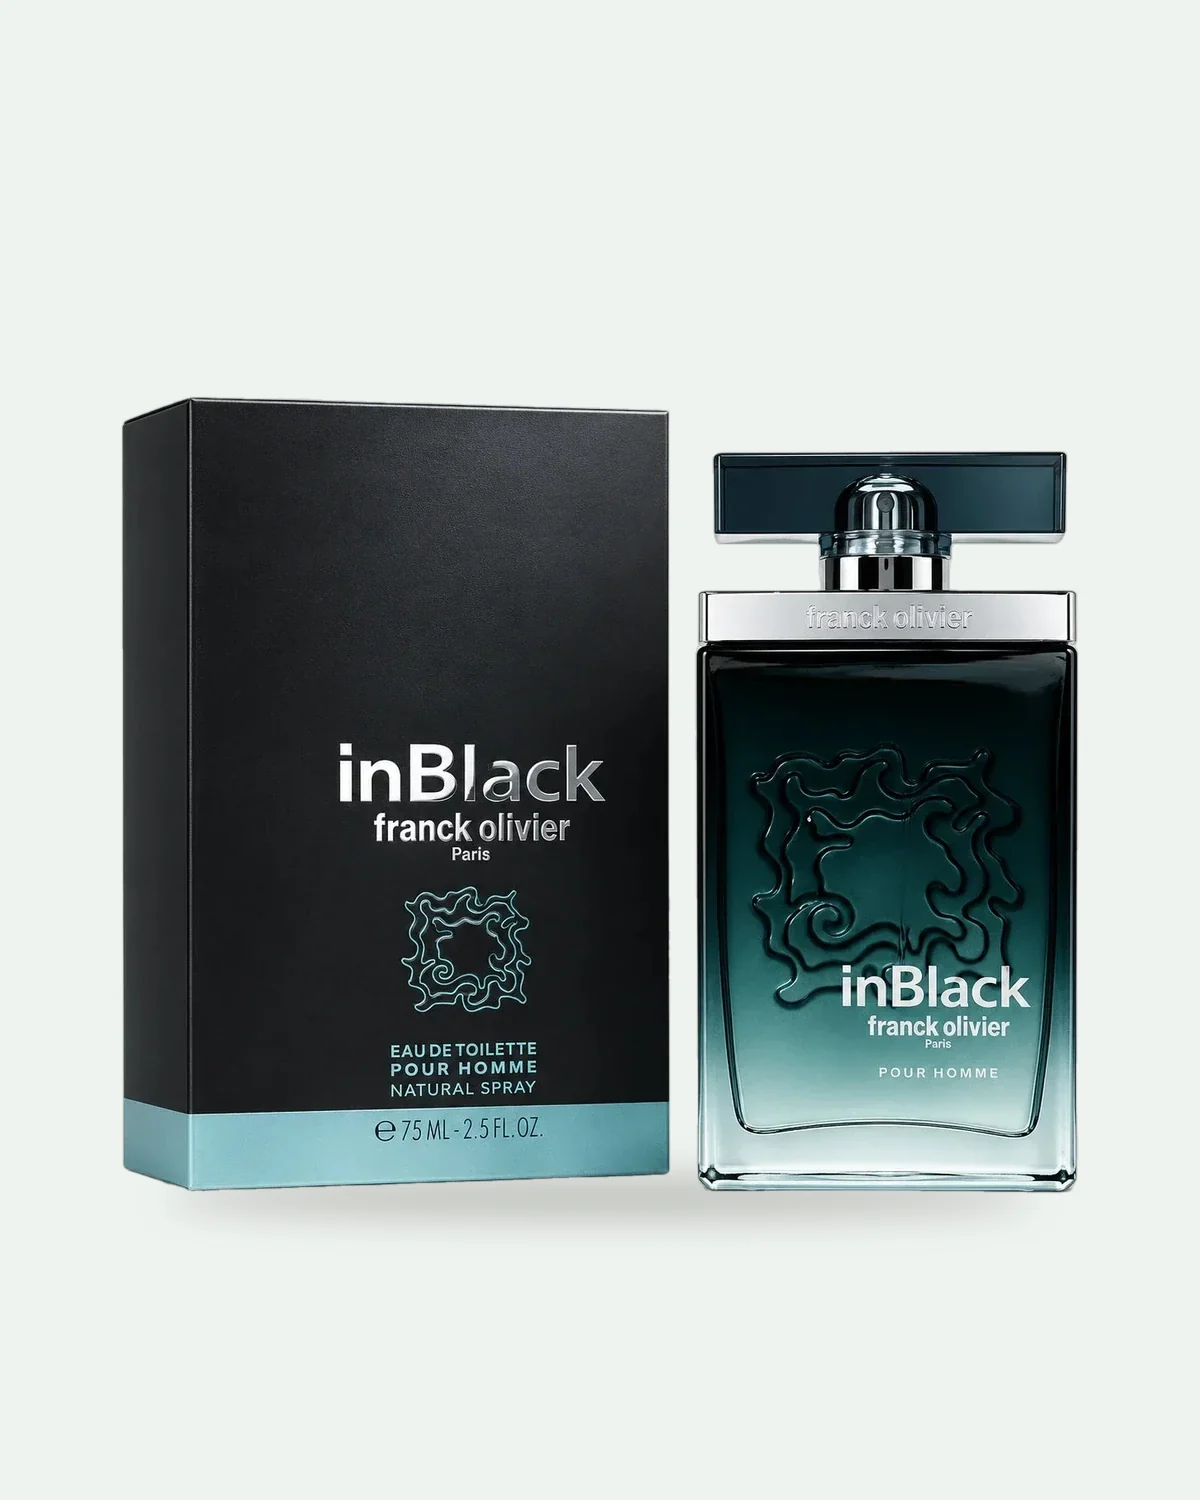 inBlack
franck olivier
Paris
EAU DE TOILETTE
POUR HOMME
NATURAL SPRAY
℮ 75 ML - 2.5 FL. OZ.
franck olivier
inBlack
franck olivier
Paris
POUR HOMME